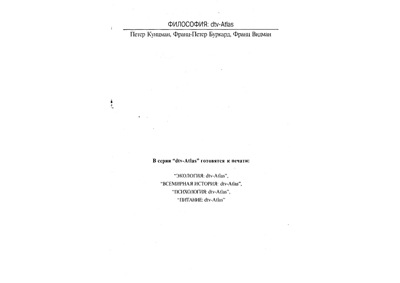 ФИЛОСОФИЯ: dtv-Atlas
Петер Кунцман, Франц-Петер Буркард, Франц Видман
В серии "dtv-Atlas" готовятся к печати:
"ЭКОЛОГИЯ: dtv-Atlas",
"ВСЕМИРНАЯ ИСТОРИЯ: dtv-Atlas",
"ПСИХОЛОГИЯ: dtv-Atlas",
"ПИТАНИЕ: dtv-Atlas"